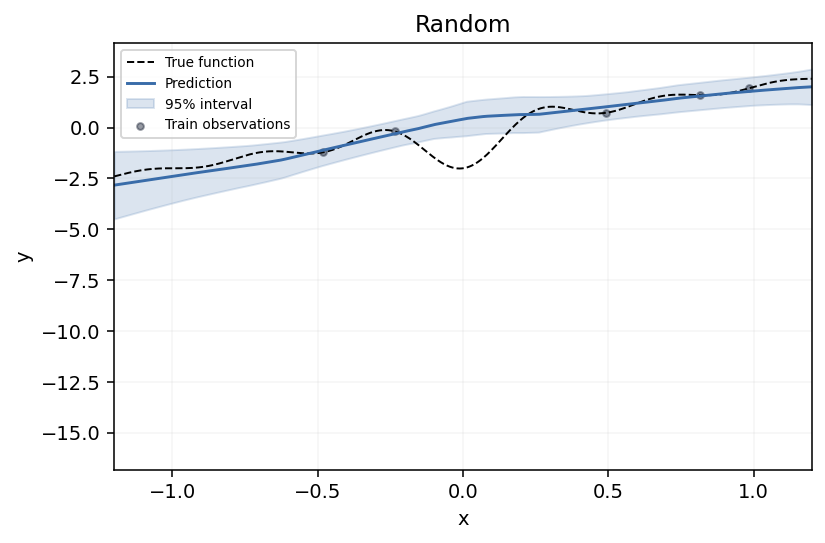 Random
True function
Prediction
95% interval
Train observations
2.5
0.0
−2.5
−5.0
−7.5
−10.0
−12.5
−15.0
y
−1.0
−0.5
0.0
0.5
1.0
x